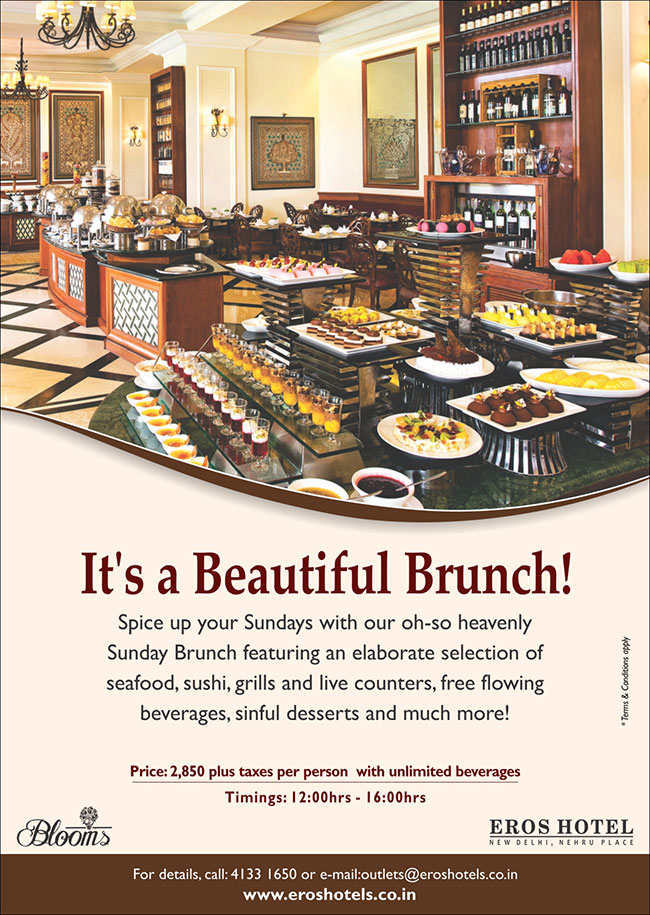 It's a Beautiful Brunch!
Spice up your Sundays with our oh-so heavenly
Sunday Brunch featuring an elaborate selection of
seafood, sushi, grills and live counters, free flowing
beverages, sinful desserts and much more!
*Terms & Conditions apply
Price: 2,850 plus taxes per person with unlimited beverages
Timings: 12:00hrs - 16:00hrs
Blooms
EROS HOTEL
NEW DELHI, NEHRU PLACE
For details, call: 4133 1650 or e-mail:outlets@eroshotels.co.in
www.eroshotels.co.in